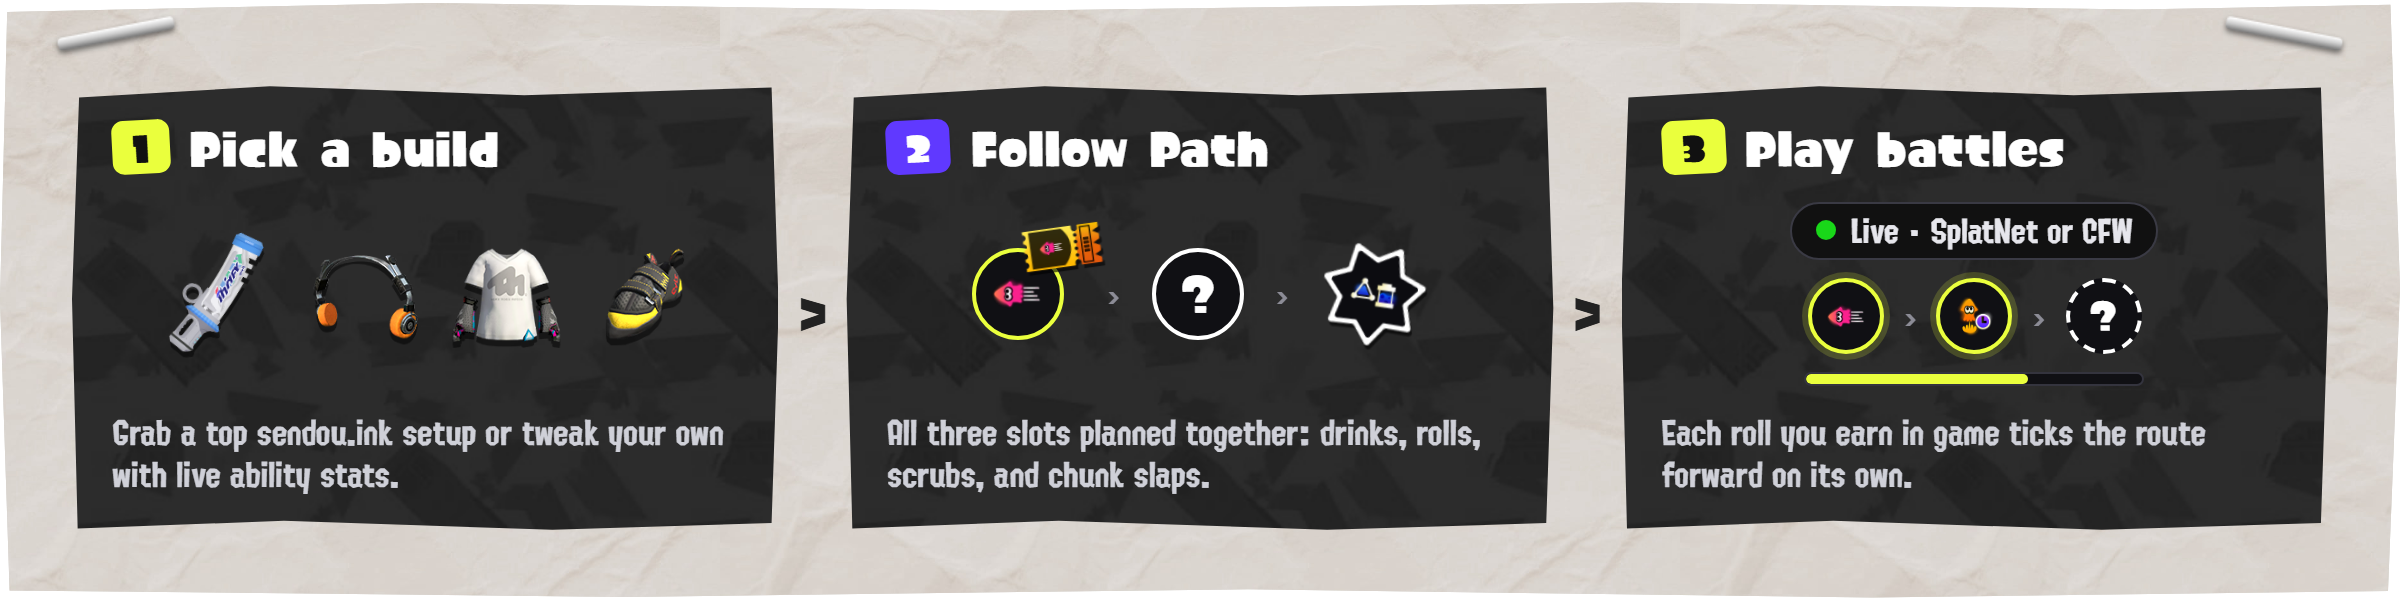 1 Pick a build
Grab a top sendou.ink setup or tweak your own
with live ability stats.
>
2 Follow Path
? 
All three slots planned together: drinks, rolls,
scrubs, and chunk slaps.
>
3 Play battles
Live · SplatNet or CFW
?
Each roll you earn in game ticks the route
forward on its own.